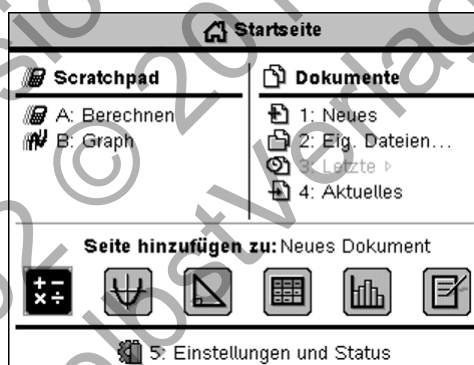 Startseite
Scratchpad
A: Berechnen
B: Graph
Dokumente
1: Neues
2: Eig. Dateien...
3: Letzte ▹
4: Aktuelles
Seite hinzufügen zu: Neues Dokument
5: Einstellungen und Status